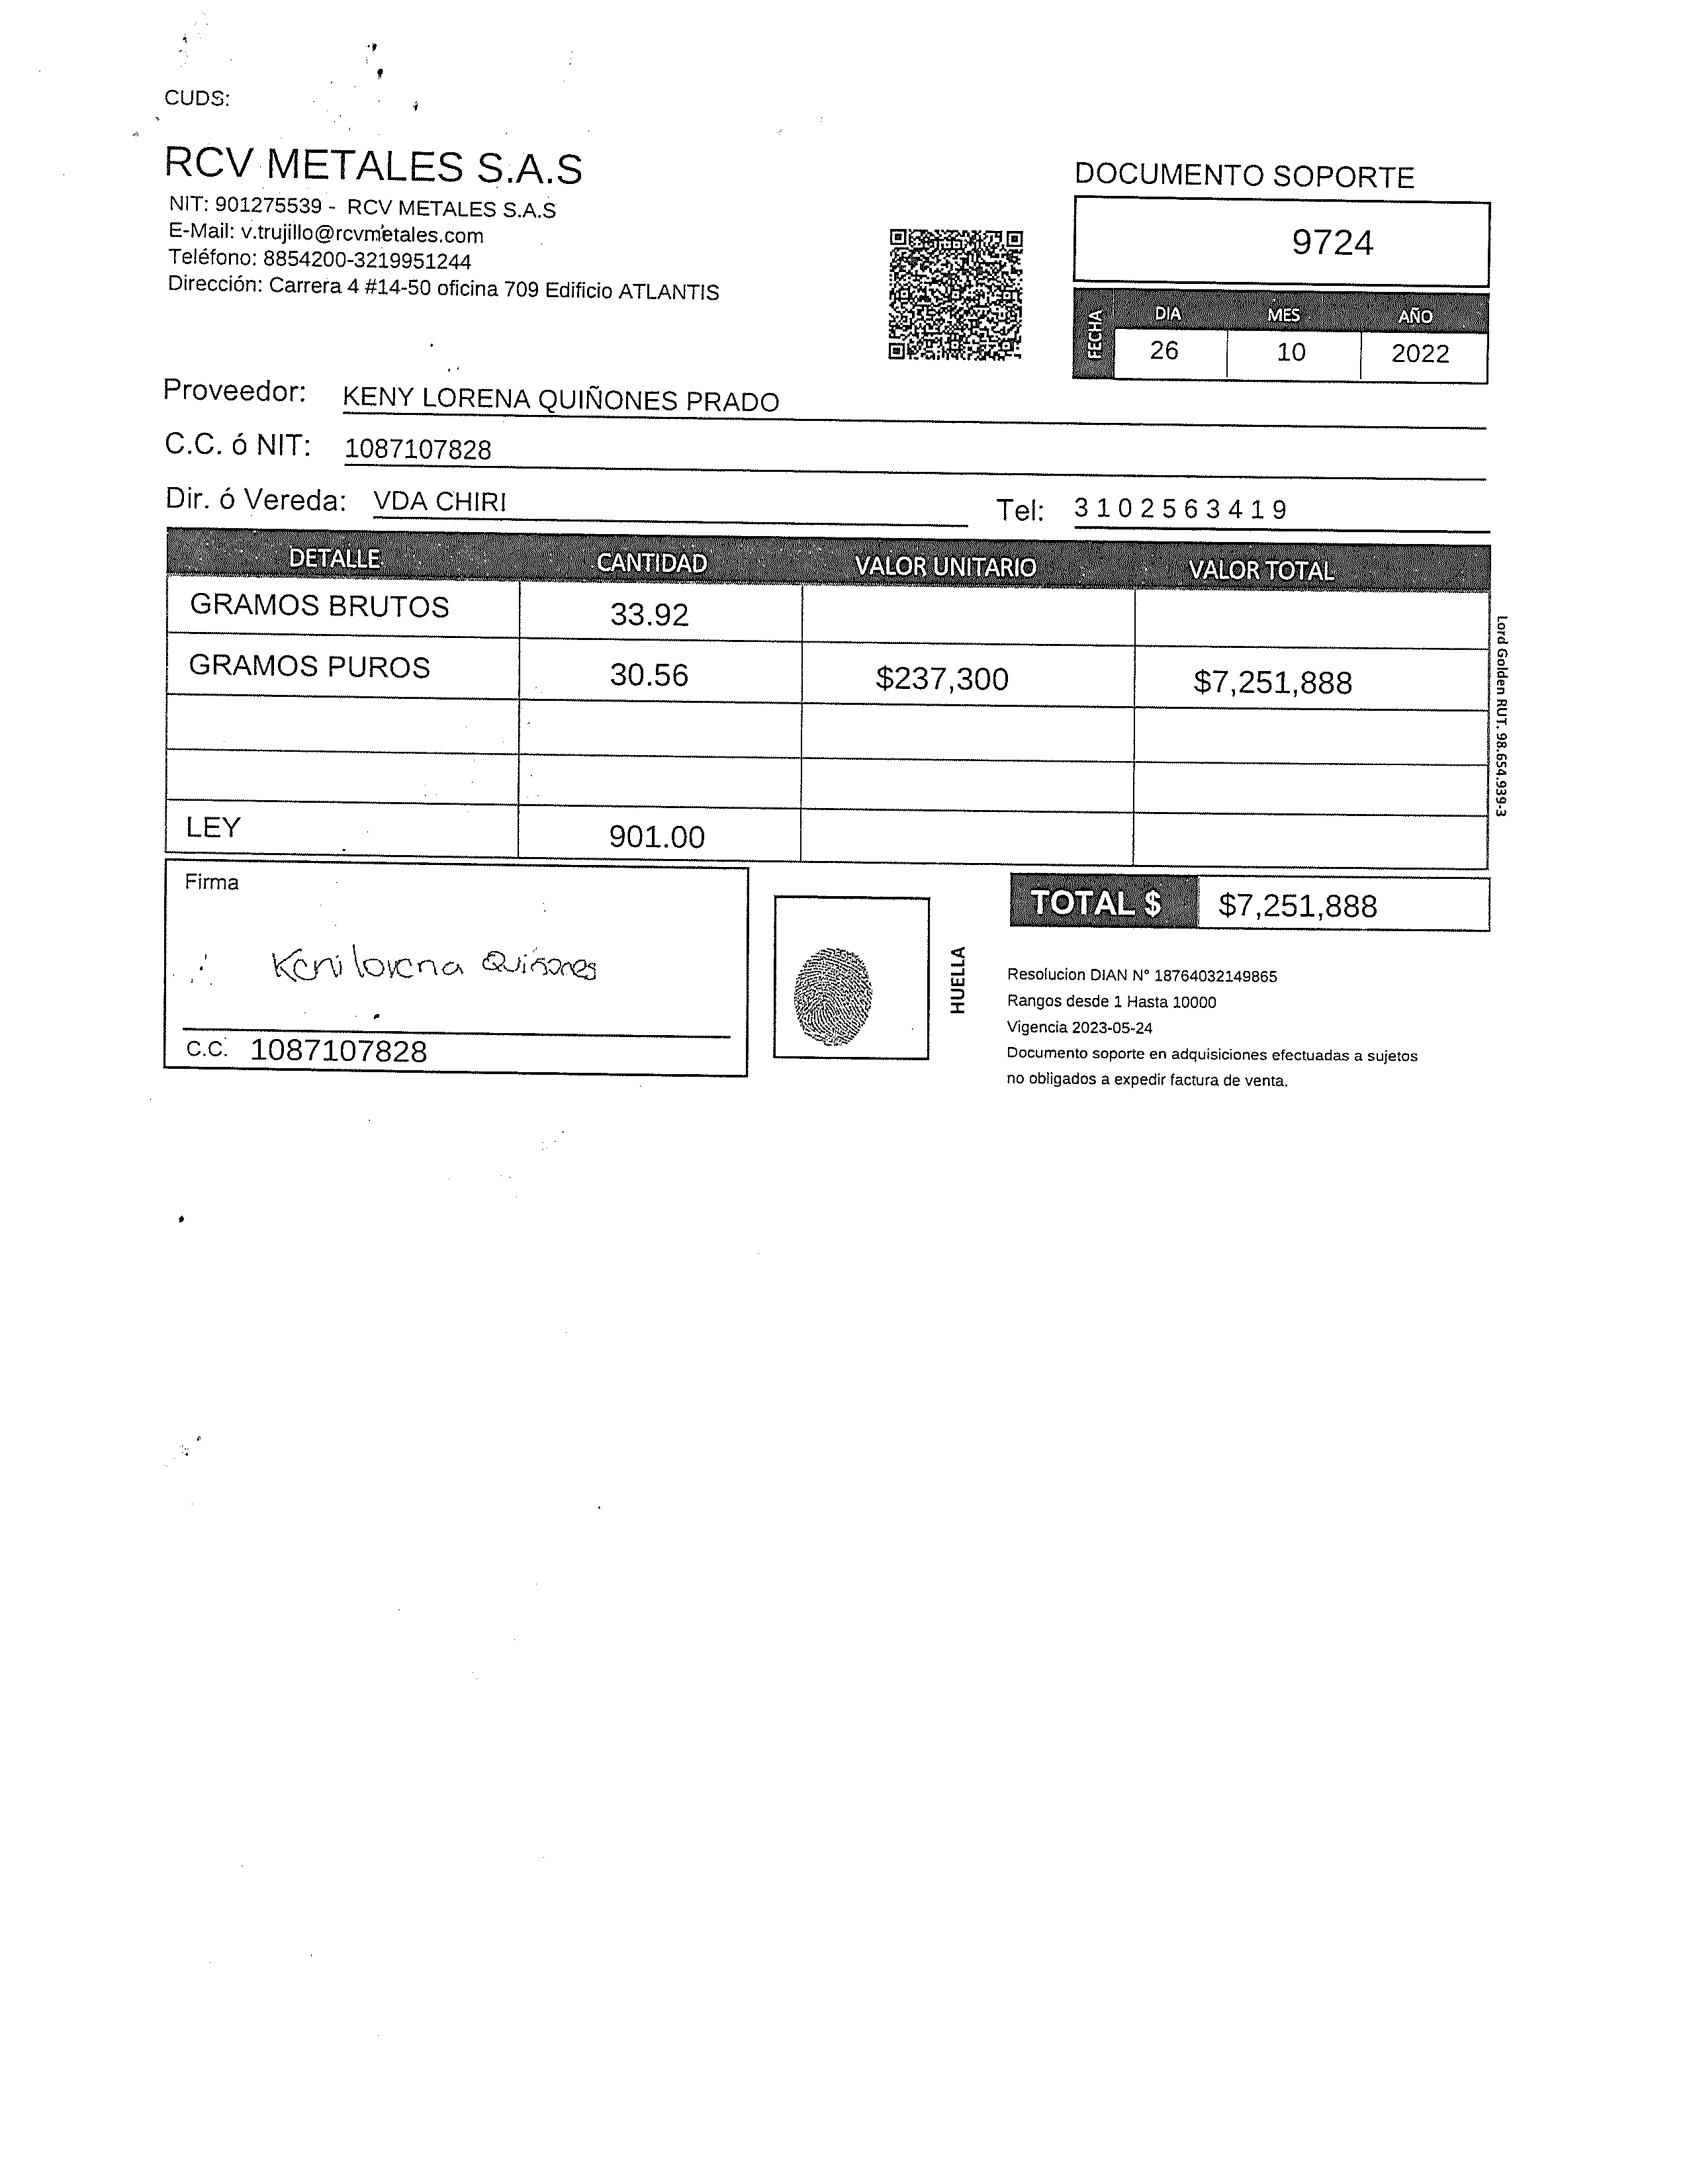 CUDS:
RCV METALES S.A.S
NIT: 901275539 - RCV METALES S.A.S
E-Mail: v.trujillo@rcvmetales.com
Teléfono: 8854200-3219951244
Dirección: Carrera 4 #14-50 oficina 709 Edificio ATLANTIS
DOCUMENTO SOPORTE
9724
FECHA
DIA MES AÑO
26 10 2022
Proveedor: KENY LORENA QUIÑONES PRADO
C.C. ó NIT: 1087107828
Dir. ó Vereda: VDA CHIRI Tel: 3102563419
DETALLE CANTIDAD VALOR UNITARIO VALOR TOTAL
GRAMOS BRUTOS 33.92
GRAMOS PUROS 30.56 $237,300 $7,251,888
LEY 901.00
Lord Golden RUT. 98.654.939-3
Firma
Keni lorena Quiñones
C.C. 1087107828
HUELLA
TOTAL $ $7,251,888
Resolucion DIAN N° 18764032149865
Rangos desde 1 Hasta 10000
Vigencia 2023-05-24
Documento soporte en adquisiciones efectuadas a sujetos
no obligados a expedir factura de venta.